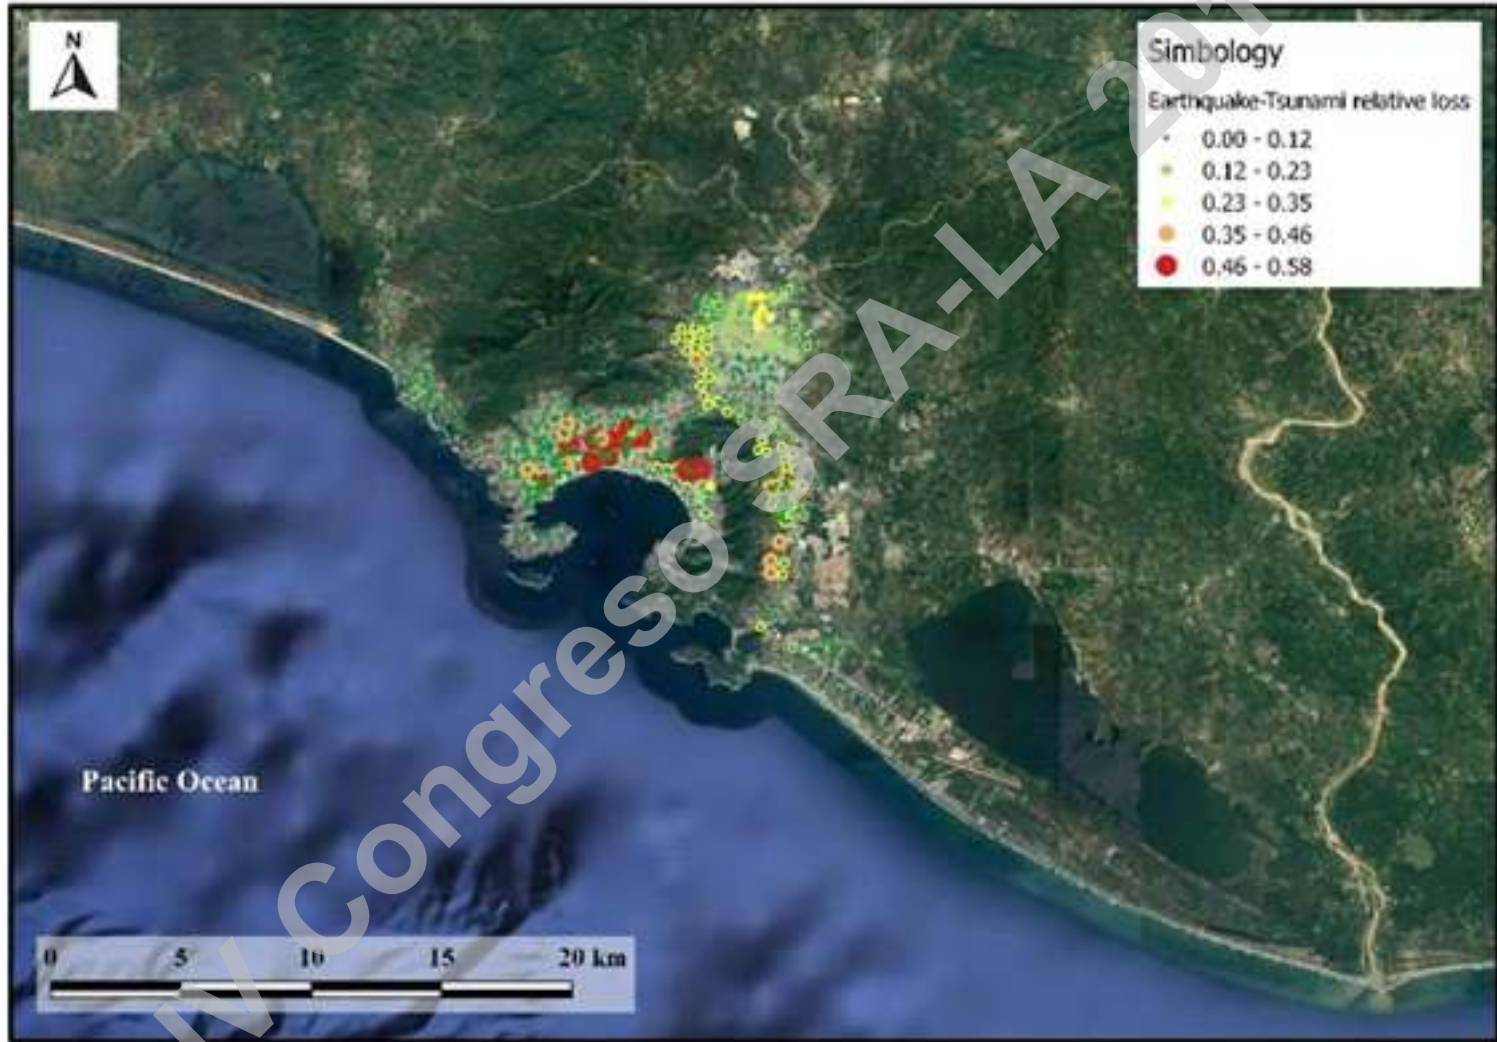 N
Simbology
Earthquake-Tsunami relative loss
0.00 - 0.12
0.12 - 0.23
0.23 - 0.35
0.35 - 0.46
0.46 - 0.58
Pacific Ocean
0 5 10 15 20 km
IV Congreso SRA-LA